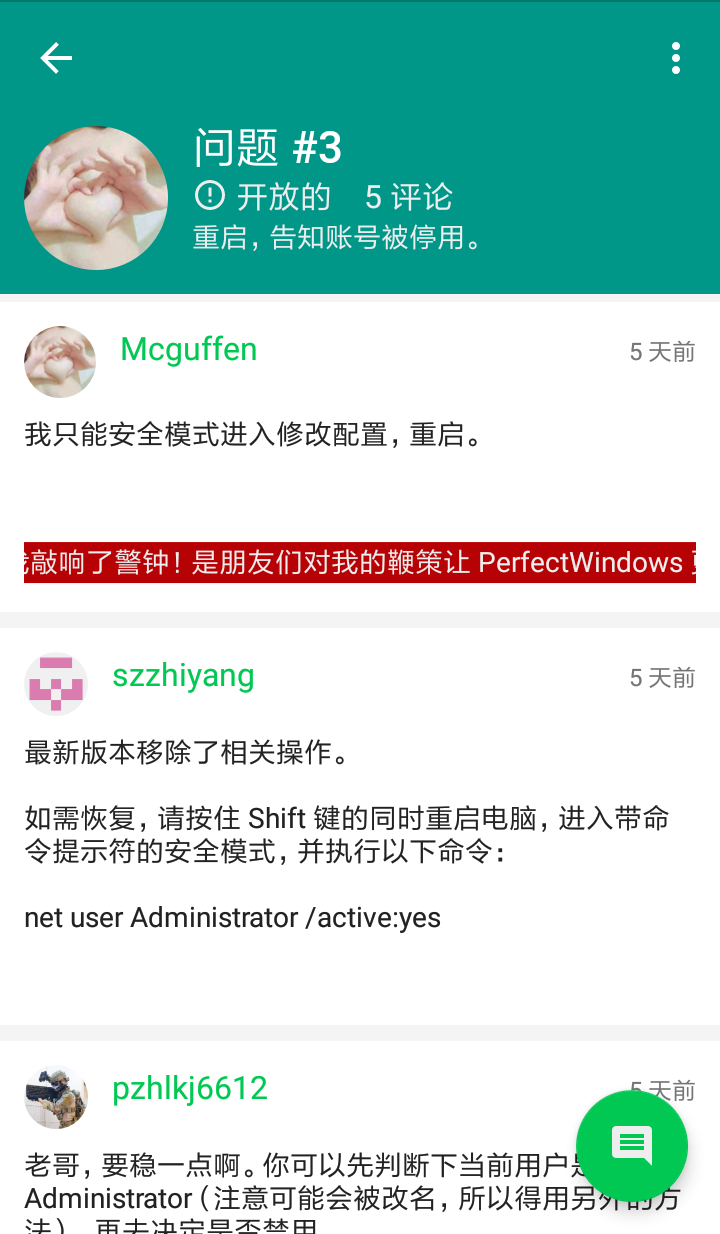 问题 #3
开放的 5 评论
重启，告知账号被停用。
Mcguffen
5 天前
我只能安全模式进入修改配置，重启。
敲响了警钟！是朋友们对我的鞭策让 PerfectWindows
szzhiyang
5 天前
最新版本移除了相关操作。
如需恢复，请按住 Shift 键的同时重启电脑，进入带命
令提示符的安全模式，并执行以下命令：
net user Administrator /active:yes
pzhlkj6612
5 天前
老哥，要稳一点啊。你可以先判断下当前用户是
Administrator（注意可能会被改名，所以得用另外的方
法），再去决定是否禁用